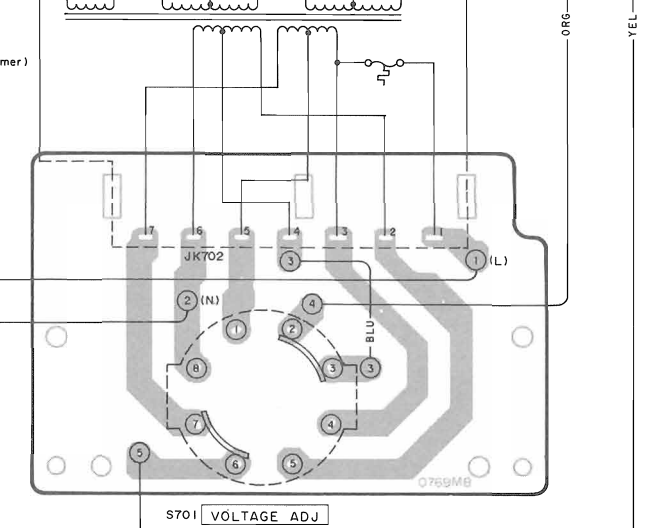 ORG
YEL
mer)
7 6 5 4 3 2 1
JK702
3
1 (L)
2 (N)
4
1 2
BLU
8 3 3
7 4
5
6 5
Q769MB
S701 VOLTAGE ADJ